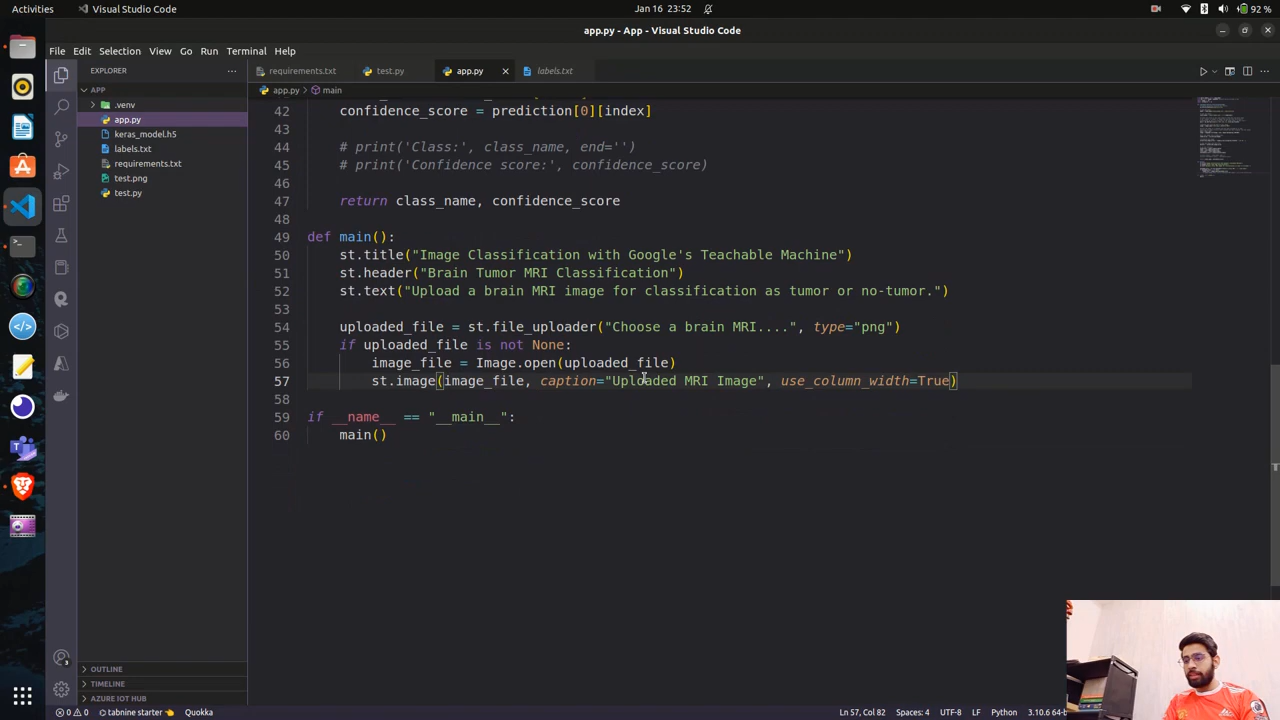 Activities
Visual Studio Code
Jan 16 23:52
92 %
app.py - App - Visual Studio Code
File Edit Selection View Go Run Terminal Help
EXPLORER
requirements.txt
test.py
app.py
labels.txt
APP
app.py > main
.venv
app.py
keras_model.h5
labels.txt
requirements.txt
test.png
test.py
42 confidence_score = prediction[0][index]
43
44 # print('Class:', class_name, end='')
45 # print('Confidence Score:', confidence_score)
46
47 return class_name, confidence_score
48
49 def main():
50 st.title("Image Classification with Google's Teachable Machine")
51 st.header("Brain Tumor MRI Classification")
52 st.text("Upload a brain MRI image for classification as tumor or no-tumor.")
53
54 uploaded_file = st.file_uploader("Choose a brain MRI....", type="png")
55 if uploaded_file is not None:
56 image_file = Image.open(uploaded_file)
57 st.image(image_file, caption="Uploaded MRI Image", use_column_width=True)
58
59 if __name__ == "__main__":
60 main()
OUTLINE
TIMELINE
AZURE IOT HUB
3
0 0 tabnine starter Quokka
Ln 57, Col 82 Spaces: 4 UTF-8 LF Python 3.10.6 64-b